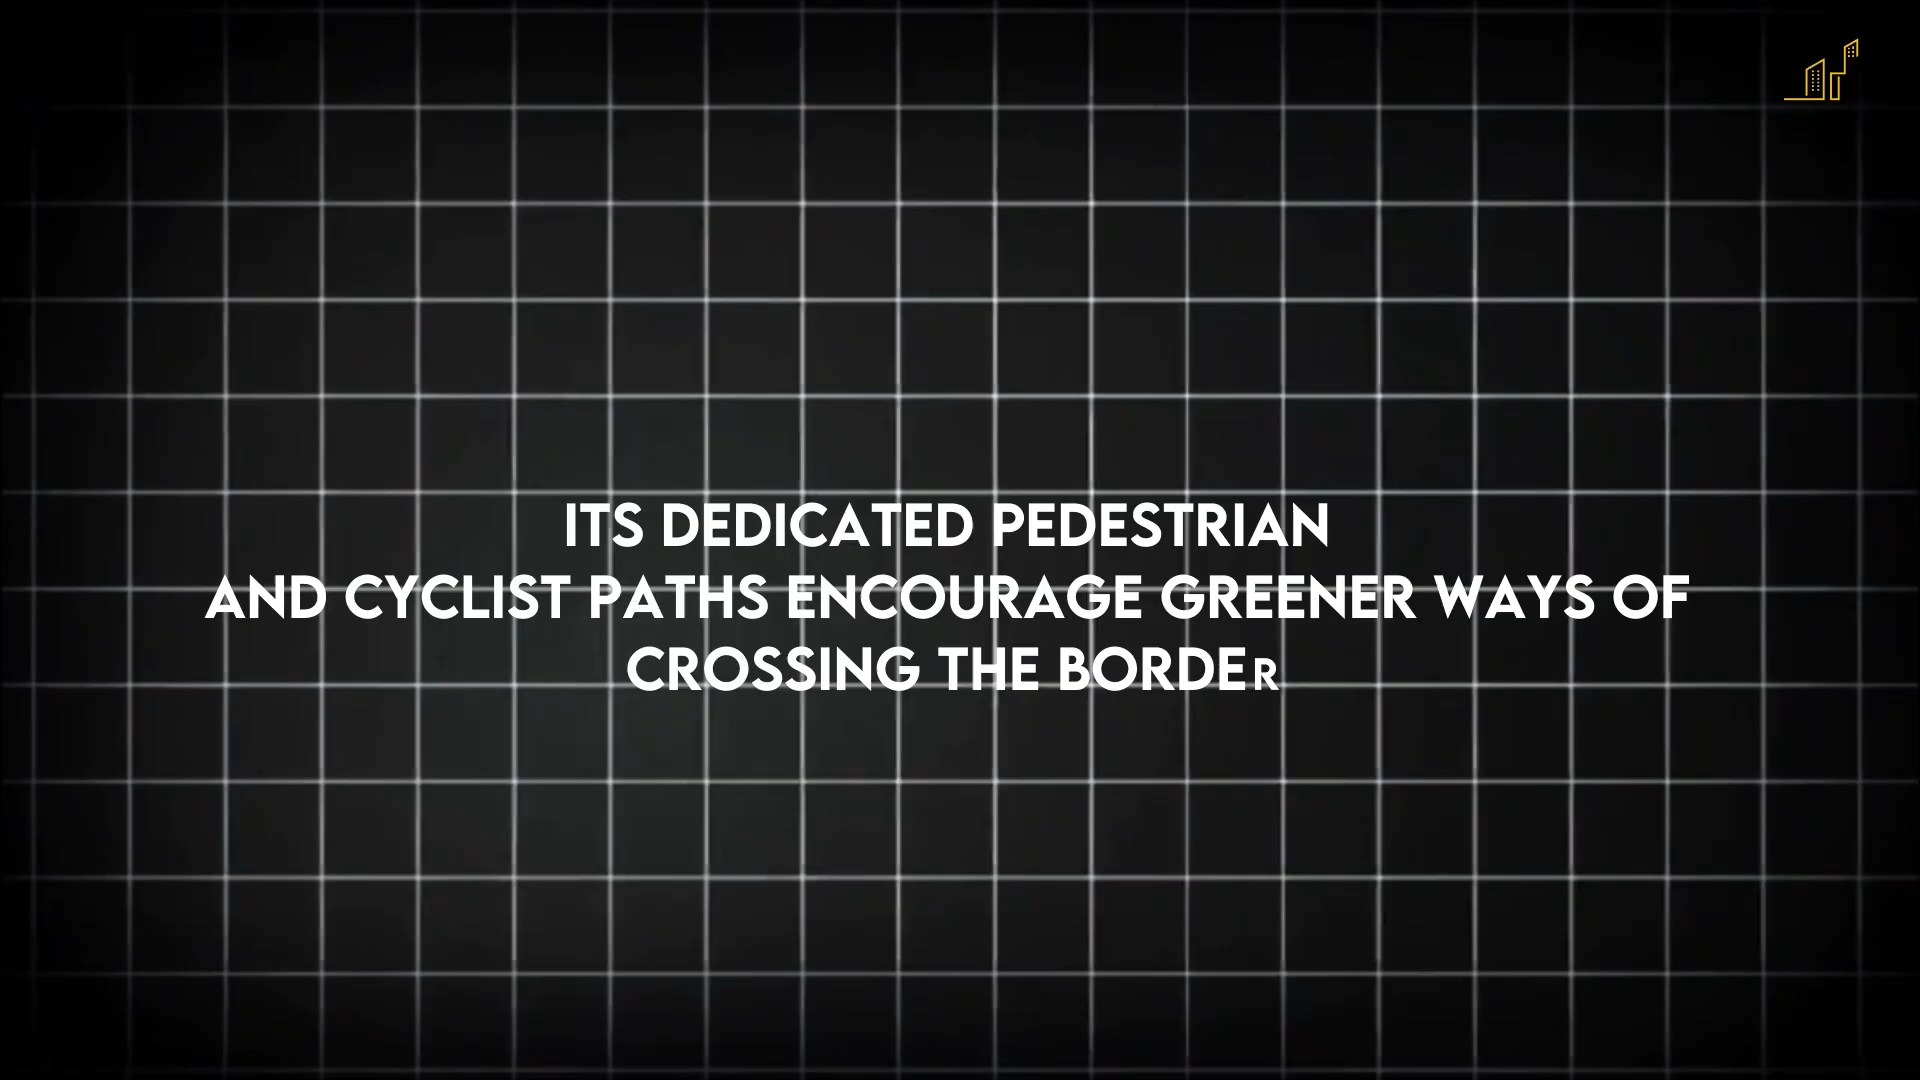 ITS DEDICATED PEDESTRIAN
AND CYCLIST PATHS ENCOURAGE GREENER WAYS OF
CROSSING THE BORDER